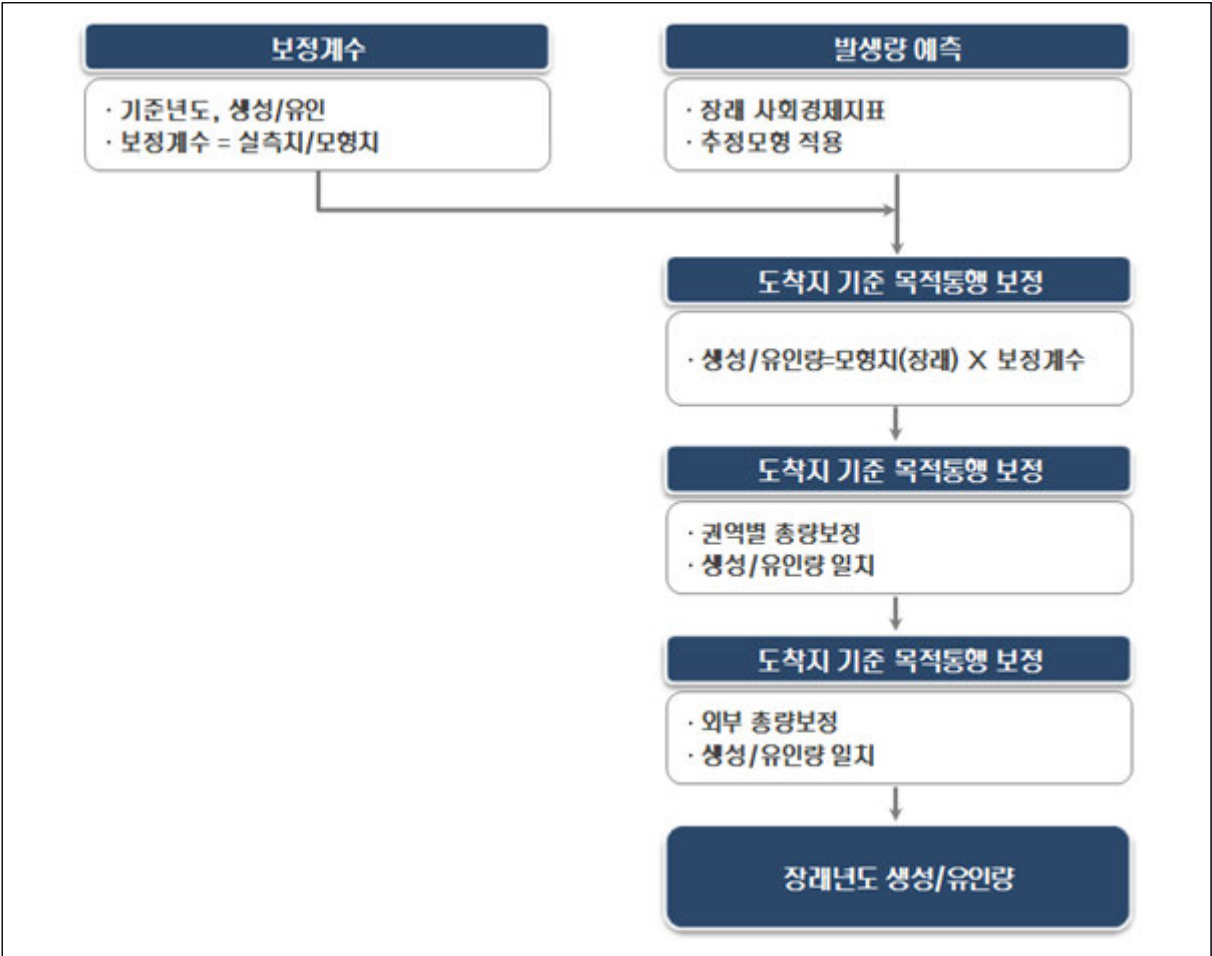 보정계수
· 기준년도, 생성/유인
· 보정계수 = 실측치/모형치
발생량 예측
· 장래 사회경제지표
· 추정모형 적용
도착지 기준 목적통행 보정
· 생성/유인량=모형치(장래) X 보정계수
도착지 기준 목적통행 보정
· 권역별 총량보정
· 생성/유인량 일치
도착지 기준 목적통행 보정
· 외부 총량보정
· 생성/유인량 일치
장래년도 생성/유인량